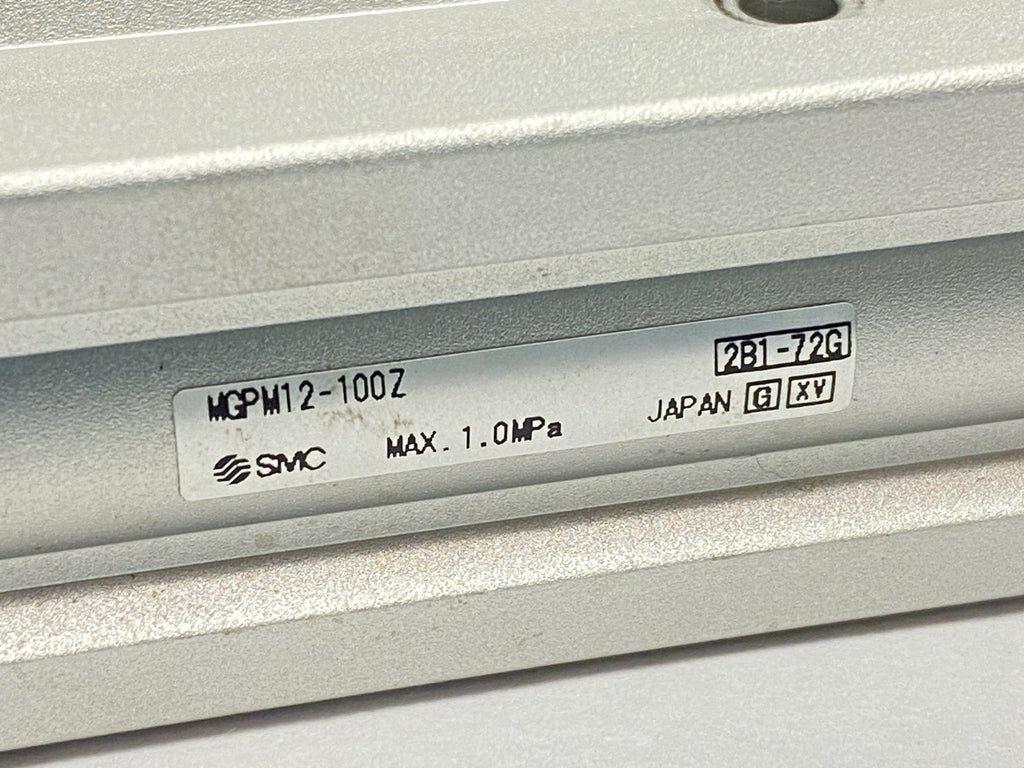 MGPM12-100Z
2B1-72G
SMC MAX. 1.0MPa JAPAN G XV